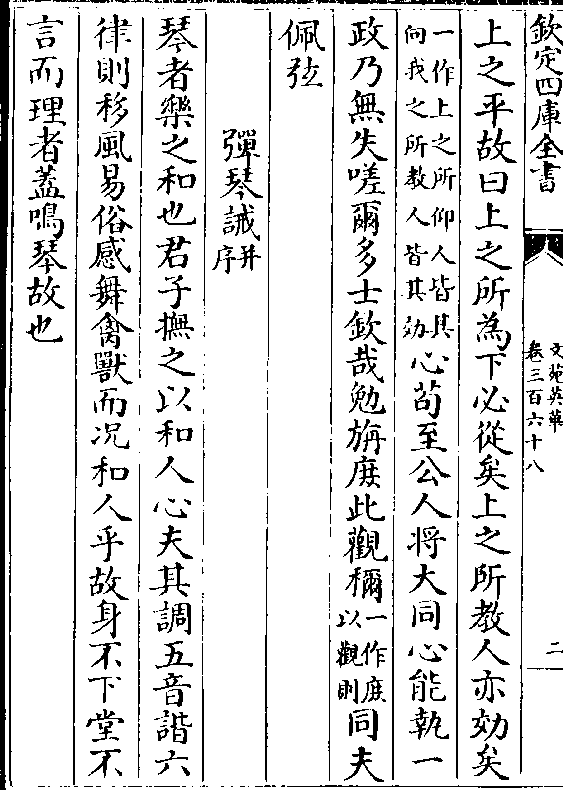 欽定四庫全書
文苑英華
卷三百六十八
二
上之平故曰上之所為下必從矣上之所教人亦効矣
一作上之所仰人皆其
向我之所教人皆其効
心茍至公人將大同心能執一
政乃無失嗟爾多士欽哉勉旃庻此觀
一作庻
以觀則
同夫
佩弦
彈琴誡
并
序
琴者樂之和也君子撫之以和人心夫其調五音諧六
律則移風易俗感舞禽獸而况和人乎故身不下堂不
言而理者蓋鳴琴故也